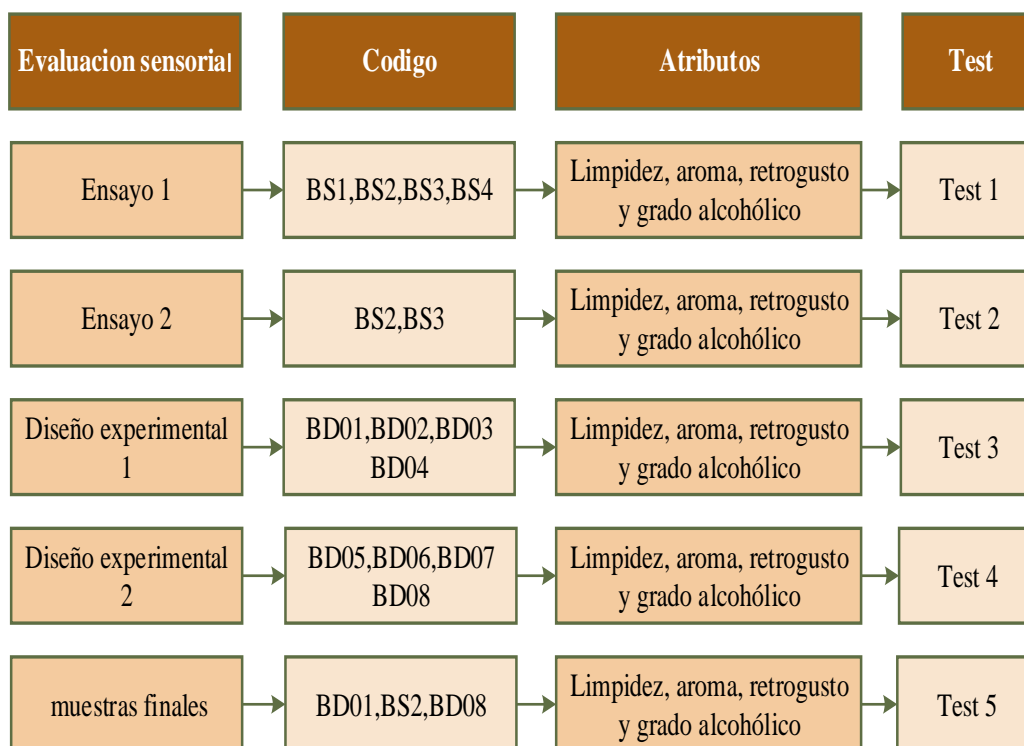 Evaluacion sensorial
Codigo
Atributos
Test
Ensayo 1
BS1,BS2,BS3,BS4
Limpidez, aroma, retrogusto
y grado alcohólico
Test 1
Ensayo 2
BS2,BS3
Limpidez, aroma, retrogusto
y grado alcohólico
Test 2
Diseño experimental
1
BD01,BD02,BD03
BD04
Limpidez, aroma, retrogusto
y grado alcohólico
Test 3
Diseño experimental
2
BD05,BD06,BD07
BD08
Limpidez, aroma, retrogusto
y grado alcohólico
Test 4
muestras finales
BD01,BS2,BD08
Limpidez, aroma, retrogusto
y grado alcohólico
Test 5